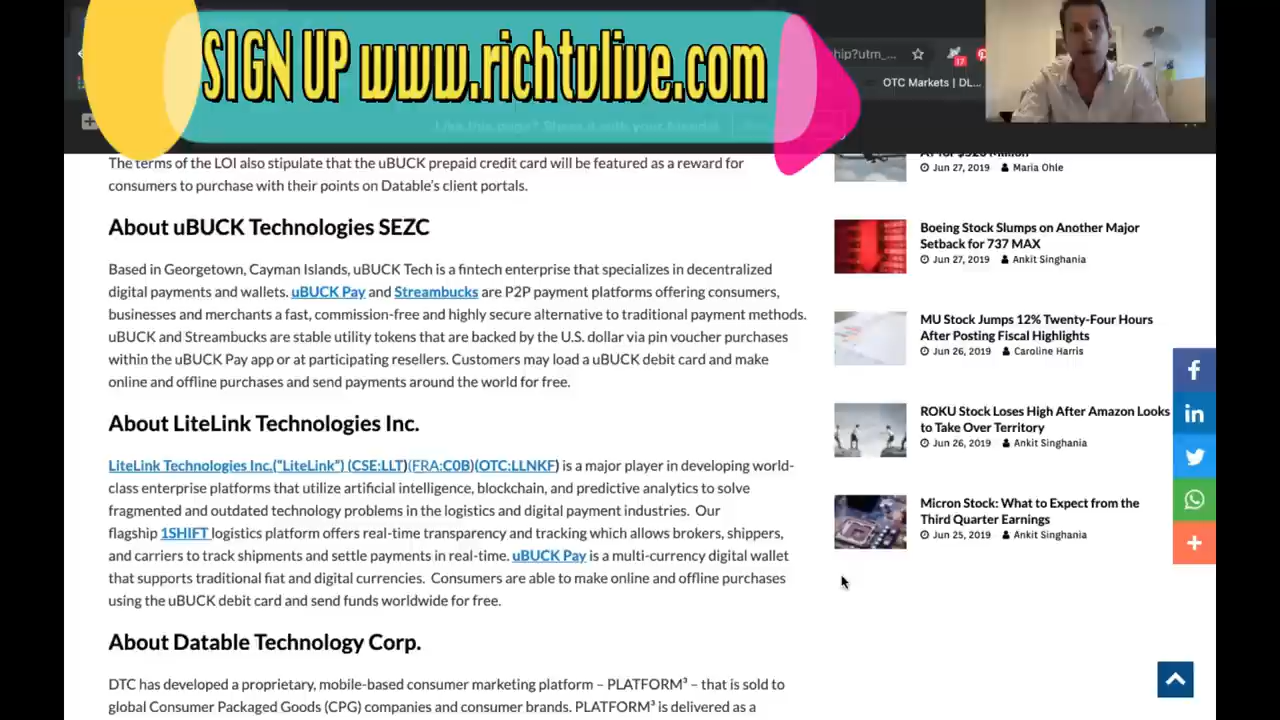 SIGN UP www.richtvlive.com
hip?utm_...
17
OTC Markets | DL...
Like this page? Share it with your friends!
The terms of the LOI also stipulate that the uBUCK prepaid credit card will be featured as a reward for
consumers to purchase with their points on Datable's client portals.
About uBUCK Technologies SEZC
Based in Georgetown, Cayman Islands, uBUCK Tech is a fintech enterprise that specializes in decentralized
digital payments and wallets. uBUCK Pay and Streambucks are P2P payment platforms offering consumers,
businesses and merchants a fast, commission-free and highly secure alternative to traditional payment methods.
uBUCK and Streambucks are stable utility tokens that are backed by the U.S. dollar via pin voucher purchases
within the uBUCK Pay app or at participating resellers. Customers may load a uBUCK debit card and make
online and offline purchases and send payments around the world for free.
About LiteLink Technologies Inc.
LiteLink Technologies Inc.("LiteLink") (CSE:LLT)(FRA:C0B)(OTC:LLNKF) is a major player in developing world-
class enterprise platforms that utilize artificial intelligence, blockchain, and predictive analytics to solve
fragmented and outdated technology problems in the logistics and digital payment industries. Our
flagship 1SHIFT logistics platform offers real-time transparency and tracking which allows brokers, shippers,
and carriers to track shipments and settle payments in real-time. uBUCK Pay is a multi-currency digital wallet
that supports traditional fiat and digital currencies. Consumers are able to make online and offline purchases
using the uBUCK debit card and send funds worldwide for free.
About Datable Technology Corp.
DTC has developed a proprietary, mobile-based consumer marketing platform – PLATFORM³ – that is sold to
global Consumer Packaged Goods (CPG) companies and consumer brands. PLATFORM³ is delivered as a
Jun 27, 2019 Maria Ohle
Boeing Stock Slumps on Another Major
Setback for 737 MAX
Jun 27, 2019 Ankit Singhania
MU Stock Jumps 12% Twenty-Four Hours
After Posting Fiscal Highlights
Jun 26, 2019 Caroline Harris
ROKU Stock Loses High After Amazon Looks
to Take Over Territory
Jun 26, 2019 Ankit Singhania
Micron Stock: What to Expect from the
Third Quarter Earnings
Jun 25, 2019 Ankit Singhania